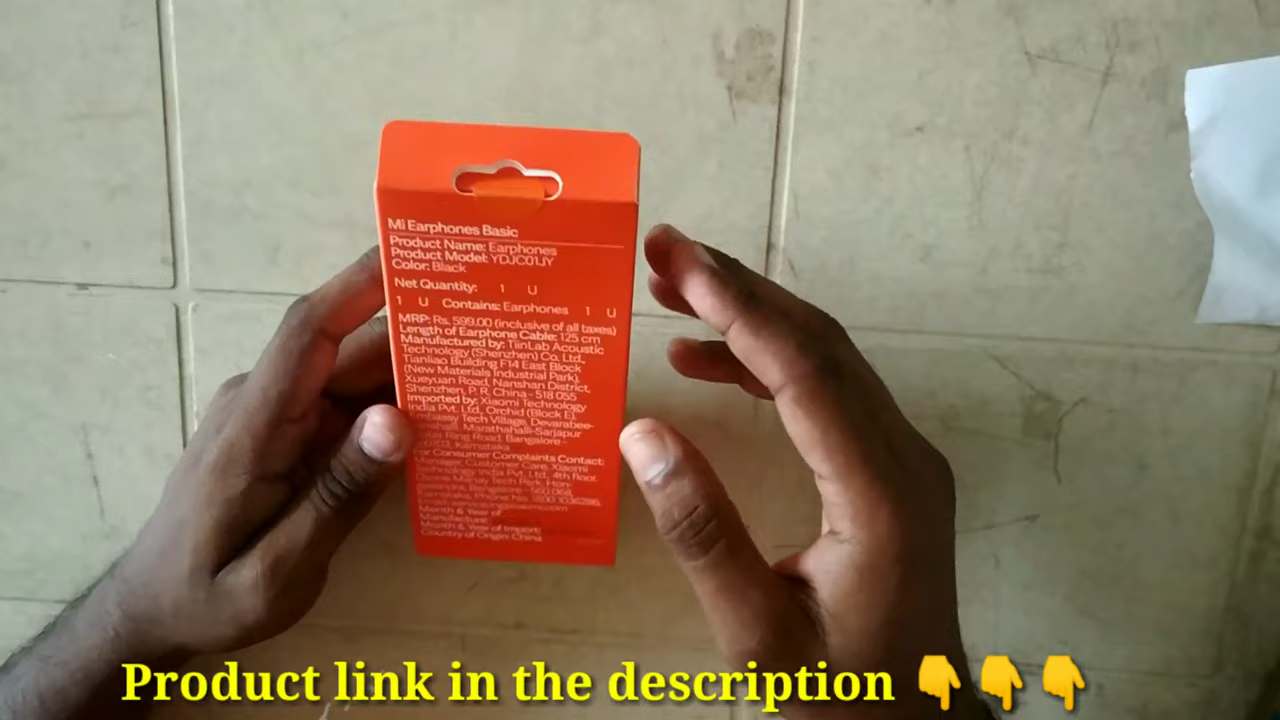 Mi Earphones Basic
Product Name: Earphones
Product Model: YDJC01JY
Color: Black
Net Quantity: 1 U
1 U Contains: Earphones 1 U
MRP: Rs. 599.00 (inclusive of all taxes)
Length of Earphone Cable: 125 cm
Manufactured by: TiinLab Acoustic
Technology (Shenzhen) Co. Ltd.,
Tianliao Building F14 East Block
(New Materials Industrial Park),
Xueyuan Road, Nanshan District,
Shenzhen, P. R. China - 518 055
Imported by: Xiaomi Technology
India Pvt. Ltd., Orchid (Block E),
Embassy Tech Village, Devarabee-
Marathahalli-Sarjapur
Ring Road, Bangalore -
Karnataka
For Consumer Complaints Contact:
Manager, Customer Care, Xiaomi
Technology India Pvt. Ltd., 4th floor,
Tech Park,
Bangalore - 560 068,
Karnataka, Phone No.
Month & Year of
Manufacture:
Month & Year of Import:
Country of Origin: China
Product link in the description 👇👇👇